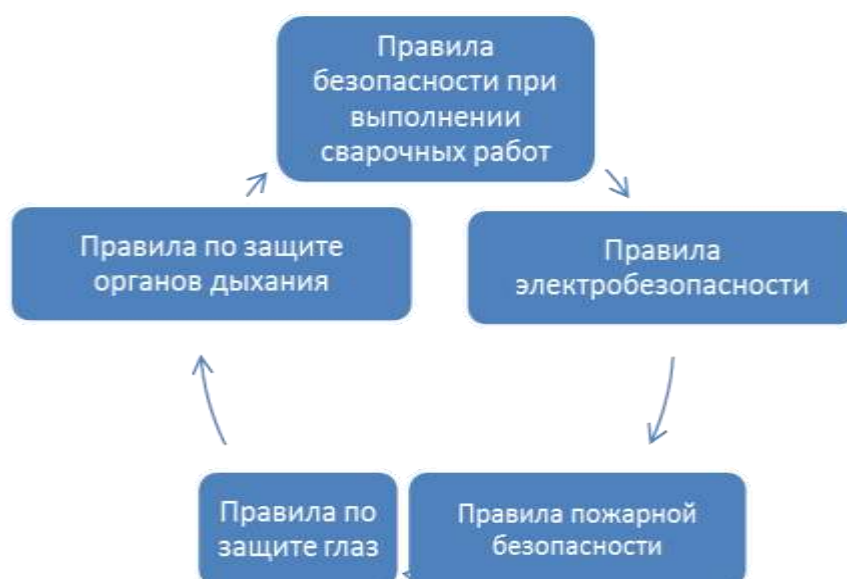 Правила
безопасности при
выполнении
сварочных работ
Правила по защите
органов дыхания
Правила
электробезопасности
Правила по
защите глаз
Правила пожарной
безопасности